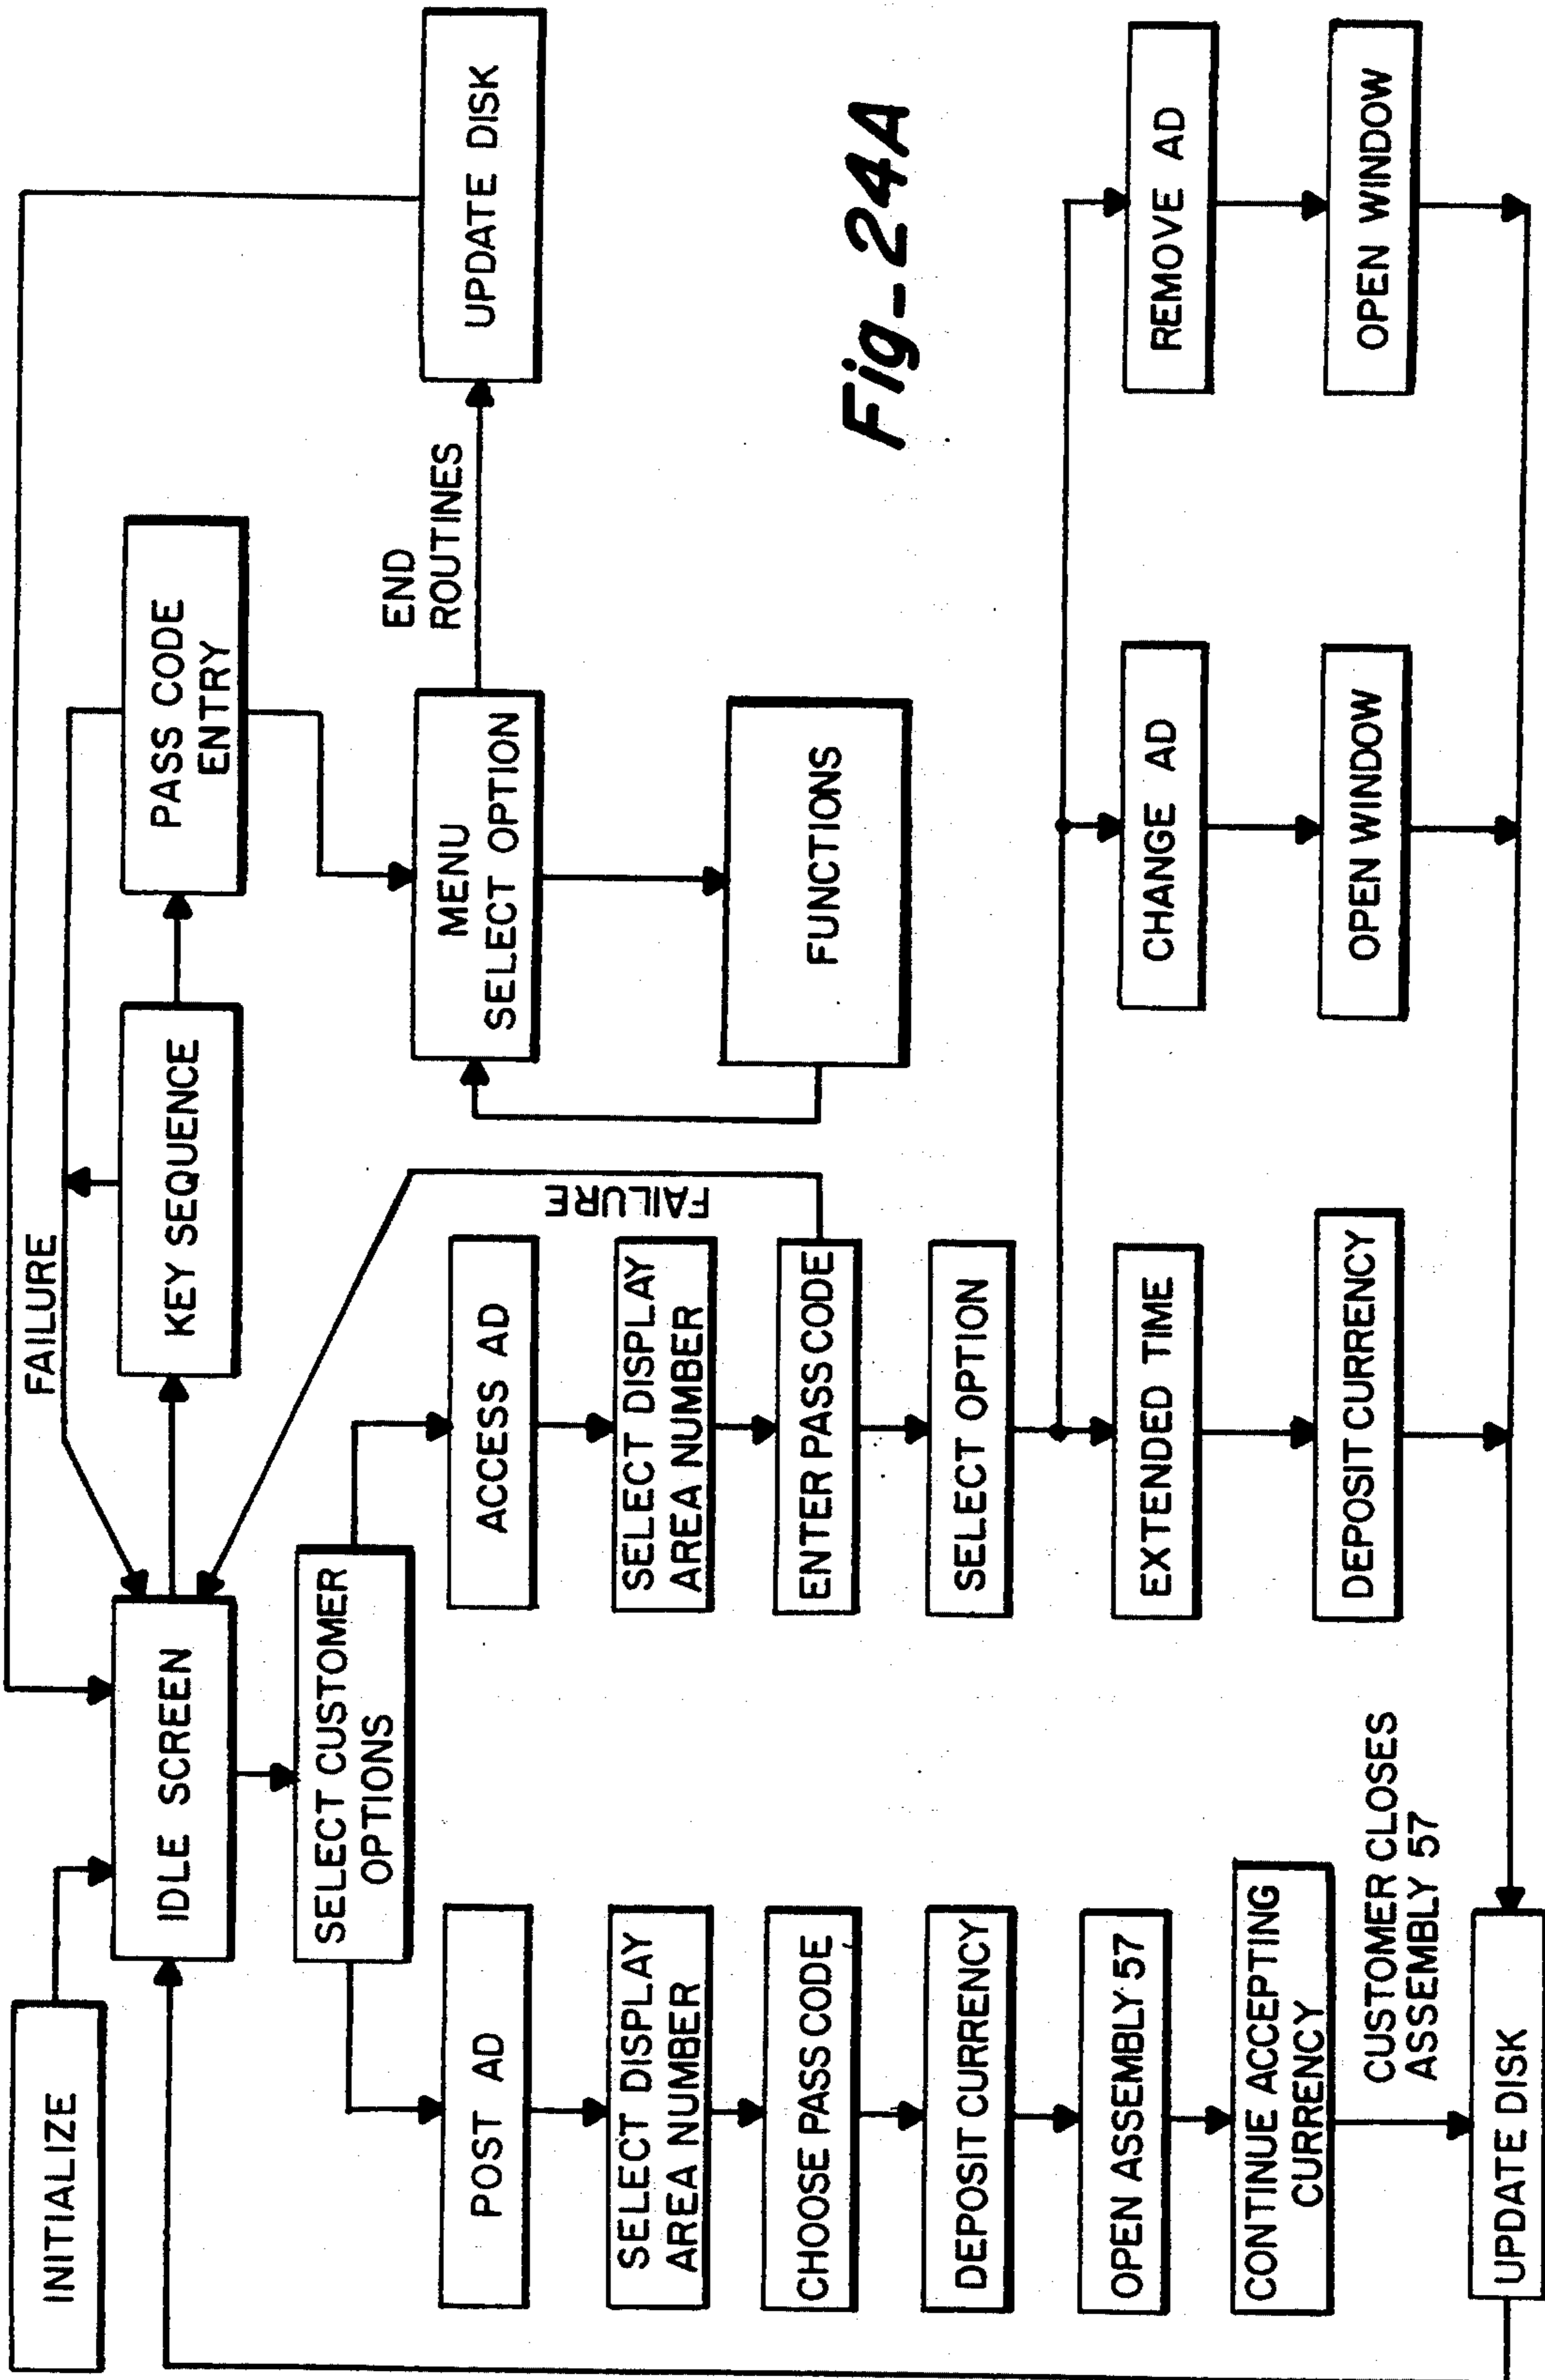 INITIALIZE
IDLE SCREEN
FAILURE
KEY SEQUENCE
PASS CODE
ENTRY
SELECT CUSTOMER
OPTIONS
MENU
SELECT OPTION
END
ROUTINES
UPDATE DISK
FUNCTIONS
POST AD
SELECT DISPLAY
AREA NUMBER
CHOOSE PASS CODE
DEPOSIT CURRENCY
OPEN ASSEMBLY 57
CONTINUE ACCEPTING
CURRENCY
CUSTOMER CLOSES
ASSEMBLY 57
UPDATE DISK
ACCESS AD
SELECT DISPLAY
AREA NUMBER
ENTER PASS CODE
FAILURE
SELECT OPTION
EXTENDED TIME
DEPOSIT CURRENCY
CHANGE AD
OPEN WINDOW
REMOVE AD
OPEN WINDOW
Fig-24A